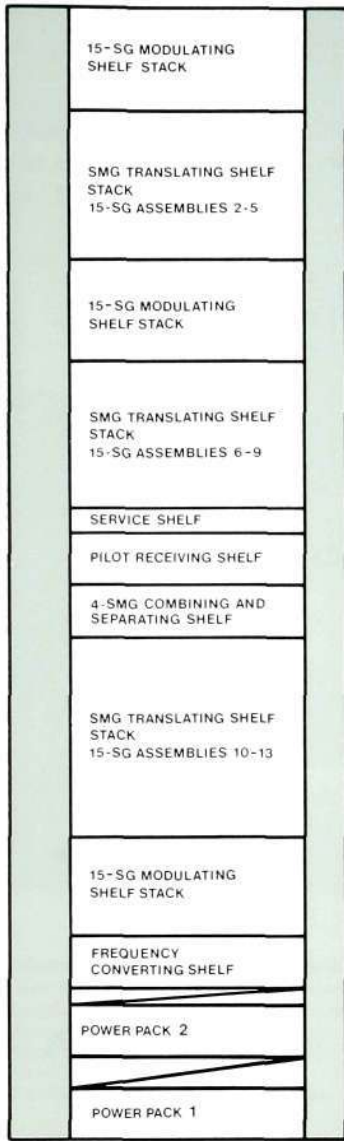 15-SG MODULATING
SHELF STACK
SMG TRANSLATING SHELF
STACK
15-SG ASSEMBLIES 2-5
15-SG MODULATING
SHELF STACK
SMG TRANSLATING SHELF
STACK
15-SG ASSEMBLIES 6-9
SERVICE SHELF
PILOT RECEIVING SHELF
4-SMG COMBINING AND
SEPARATING SHELF
SMG TRANSLATING SHELF
STACK
15-SG ASSEMBLIES 10-13
15-SG MODULATING
SHELF STACK
FREQUENCY
CONVERTING SHELF
POWER PACK 2
POWER PACK 1